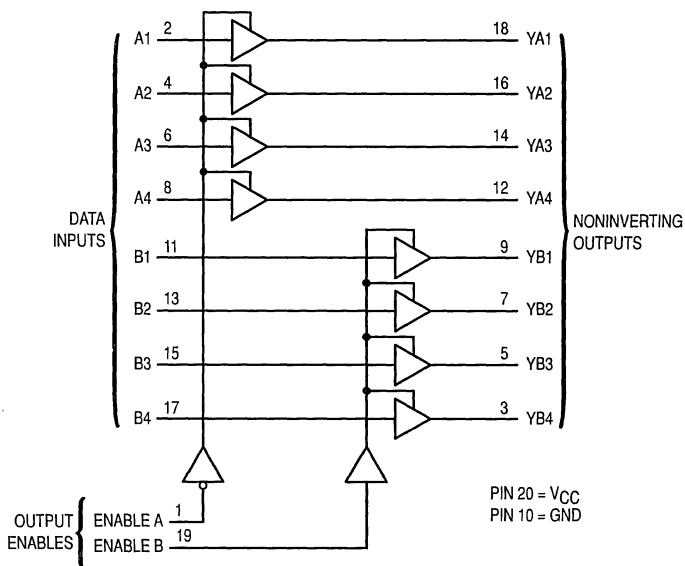 A1 2 18 YA1
A2 4 16 YA2
A3 6 14 YA3
A4 8 12 YA4
DATA
INPUTS
NONINVERTING
OUTPUTS
B1 11 9 YB1
B2 13 7 YB2
B3 15 5 YB3
B4 17 3 YB4
OUTPUT
ENABLES
ENABLE A 1
ENABLE B 19
PIN 20 = VCC
PIN 10 = GND